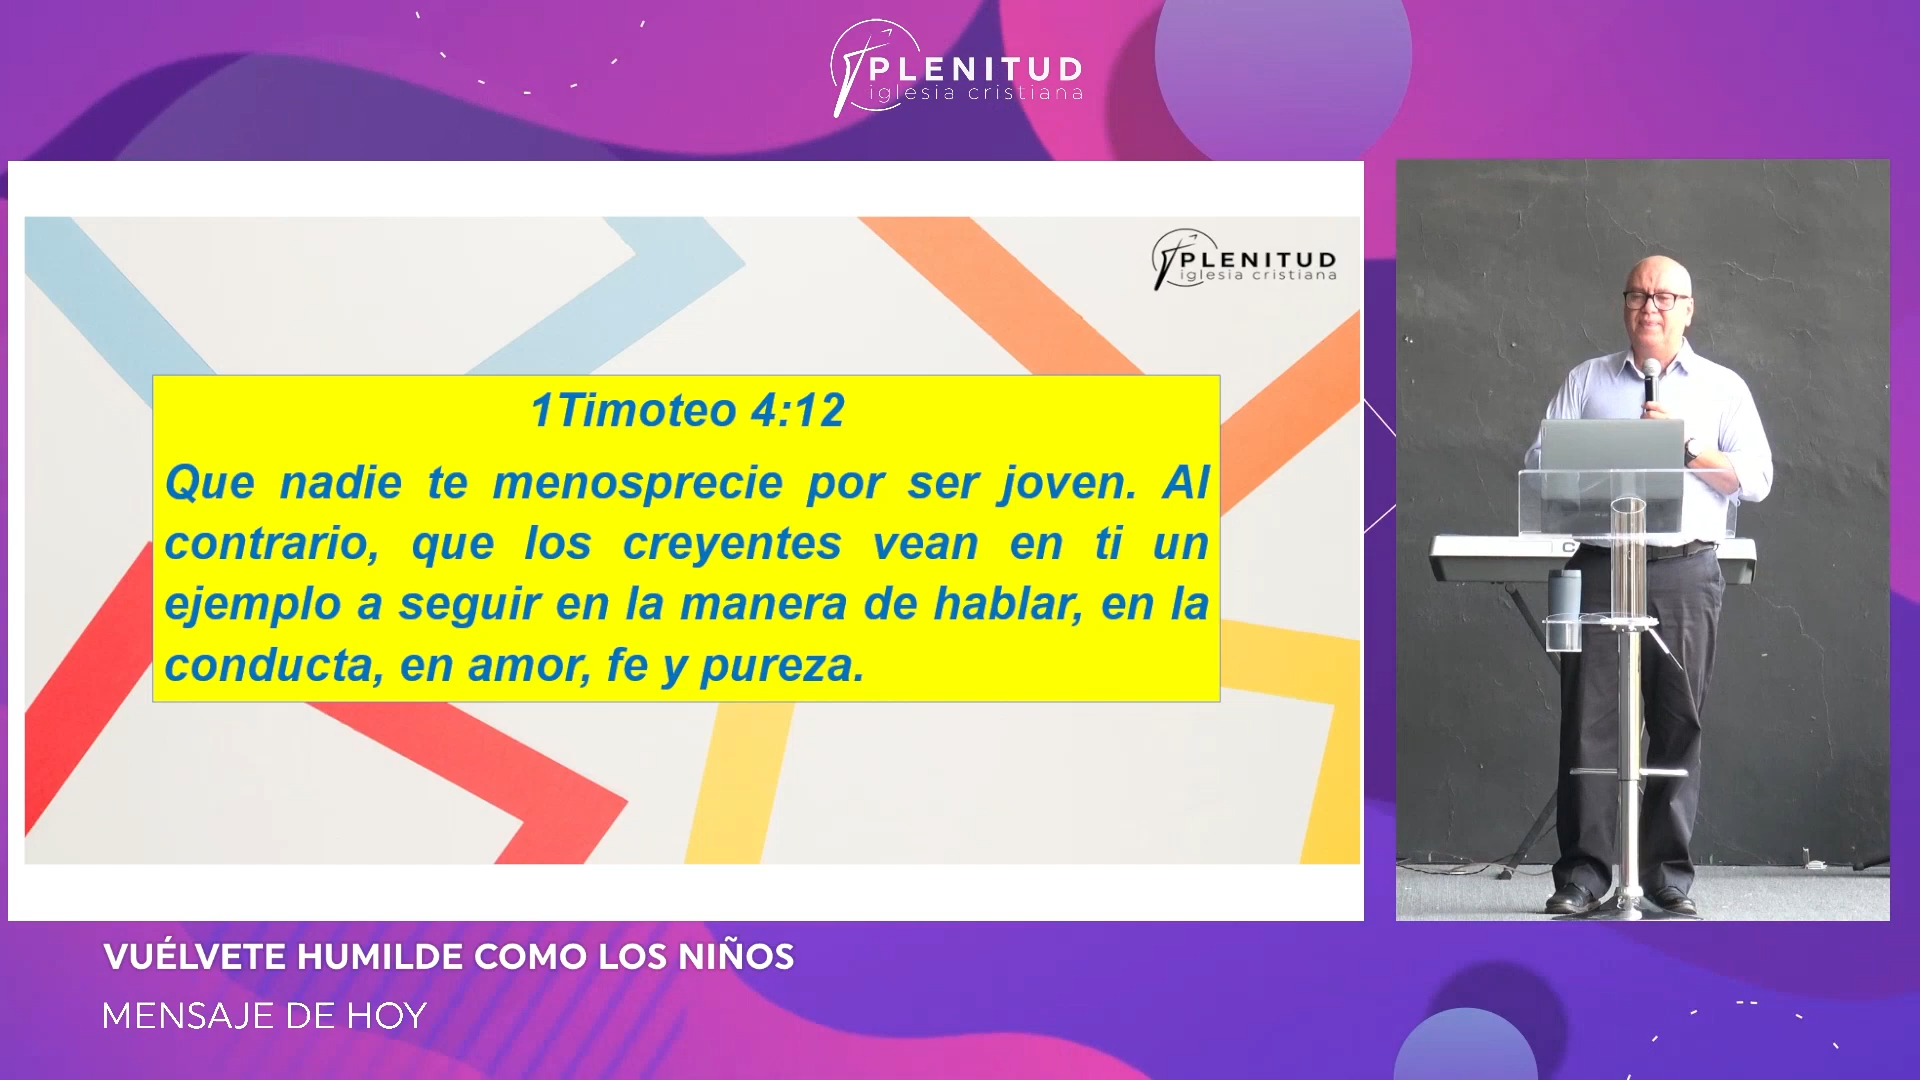 PLENITUD
iglesia cristiana
PLENITUD
iglesia cristiana
1Timoteo 4:12
Que nadie te menosprecie por ser joven. Al
contrario, que los creyentes vean en ti un
ejemplo a seguir en la manera de hablar, en la
conducta, en amor, fe y pureza.
VUÉLVETE HUMILDE COMO LOS NIÑOS
MENSAJE DE HOY